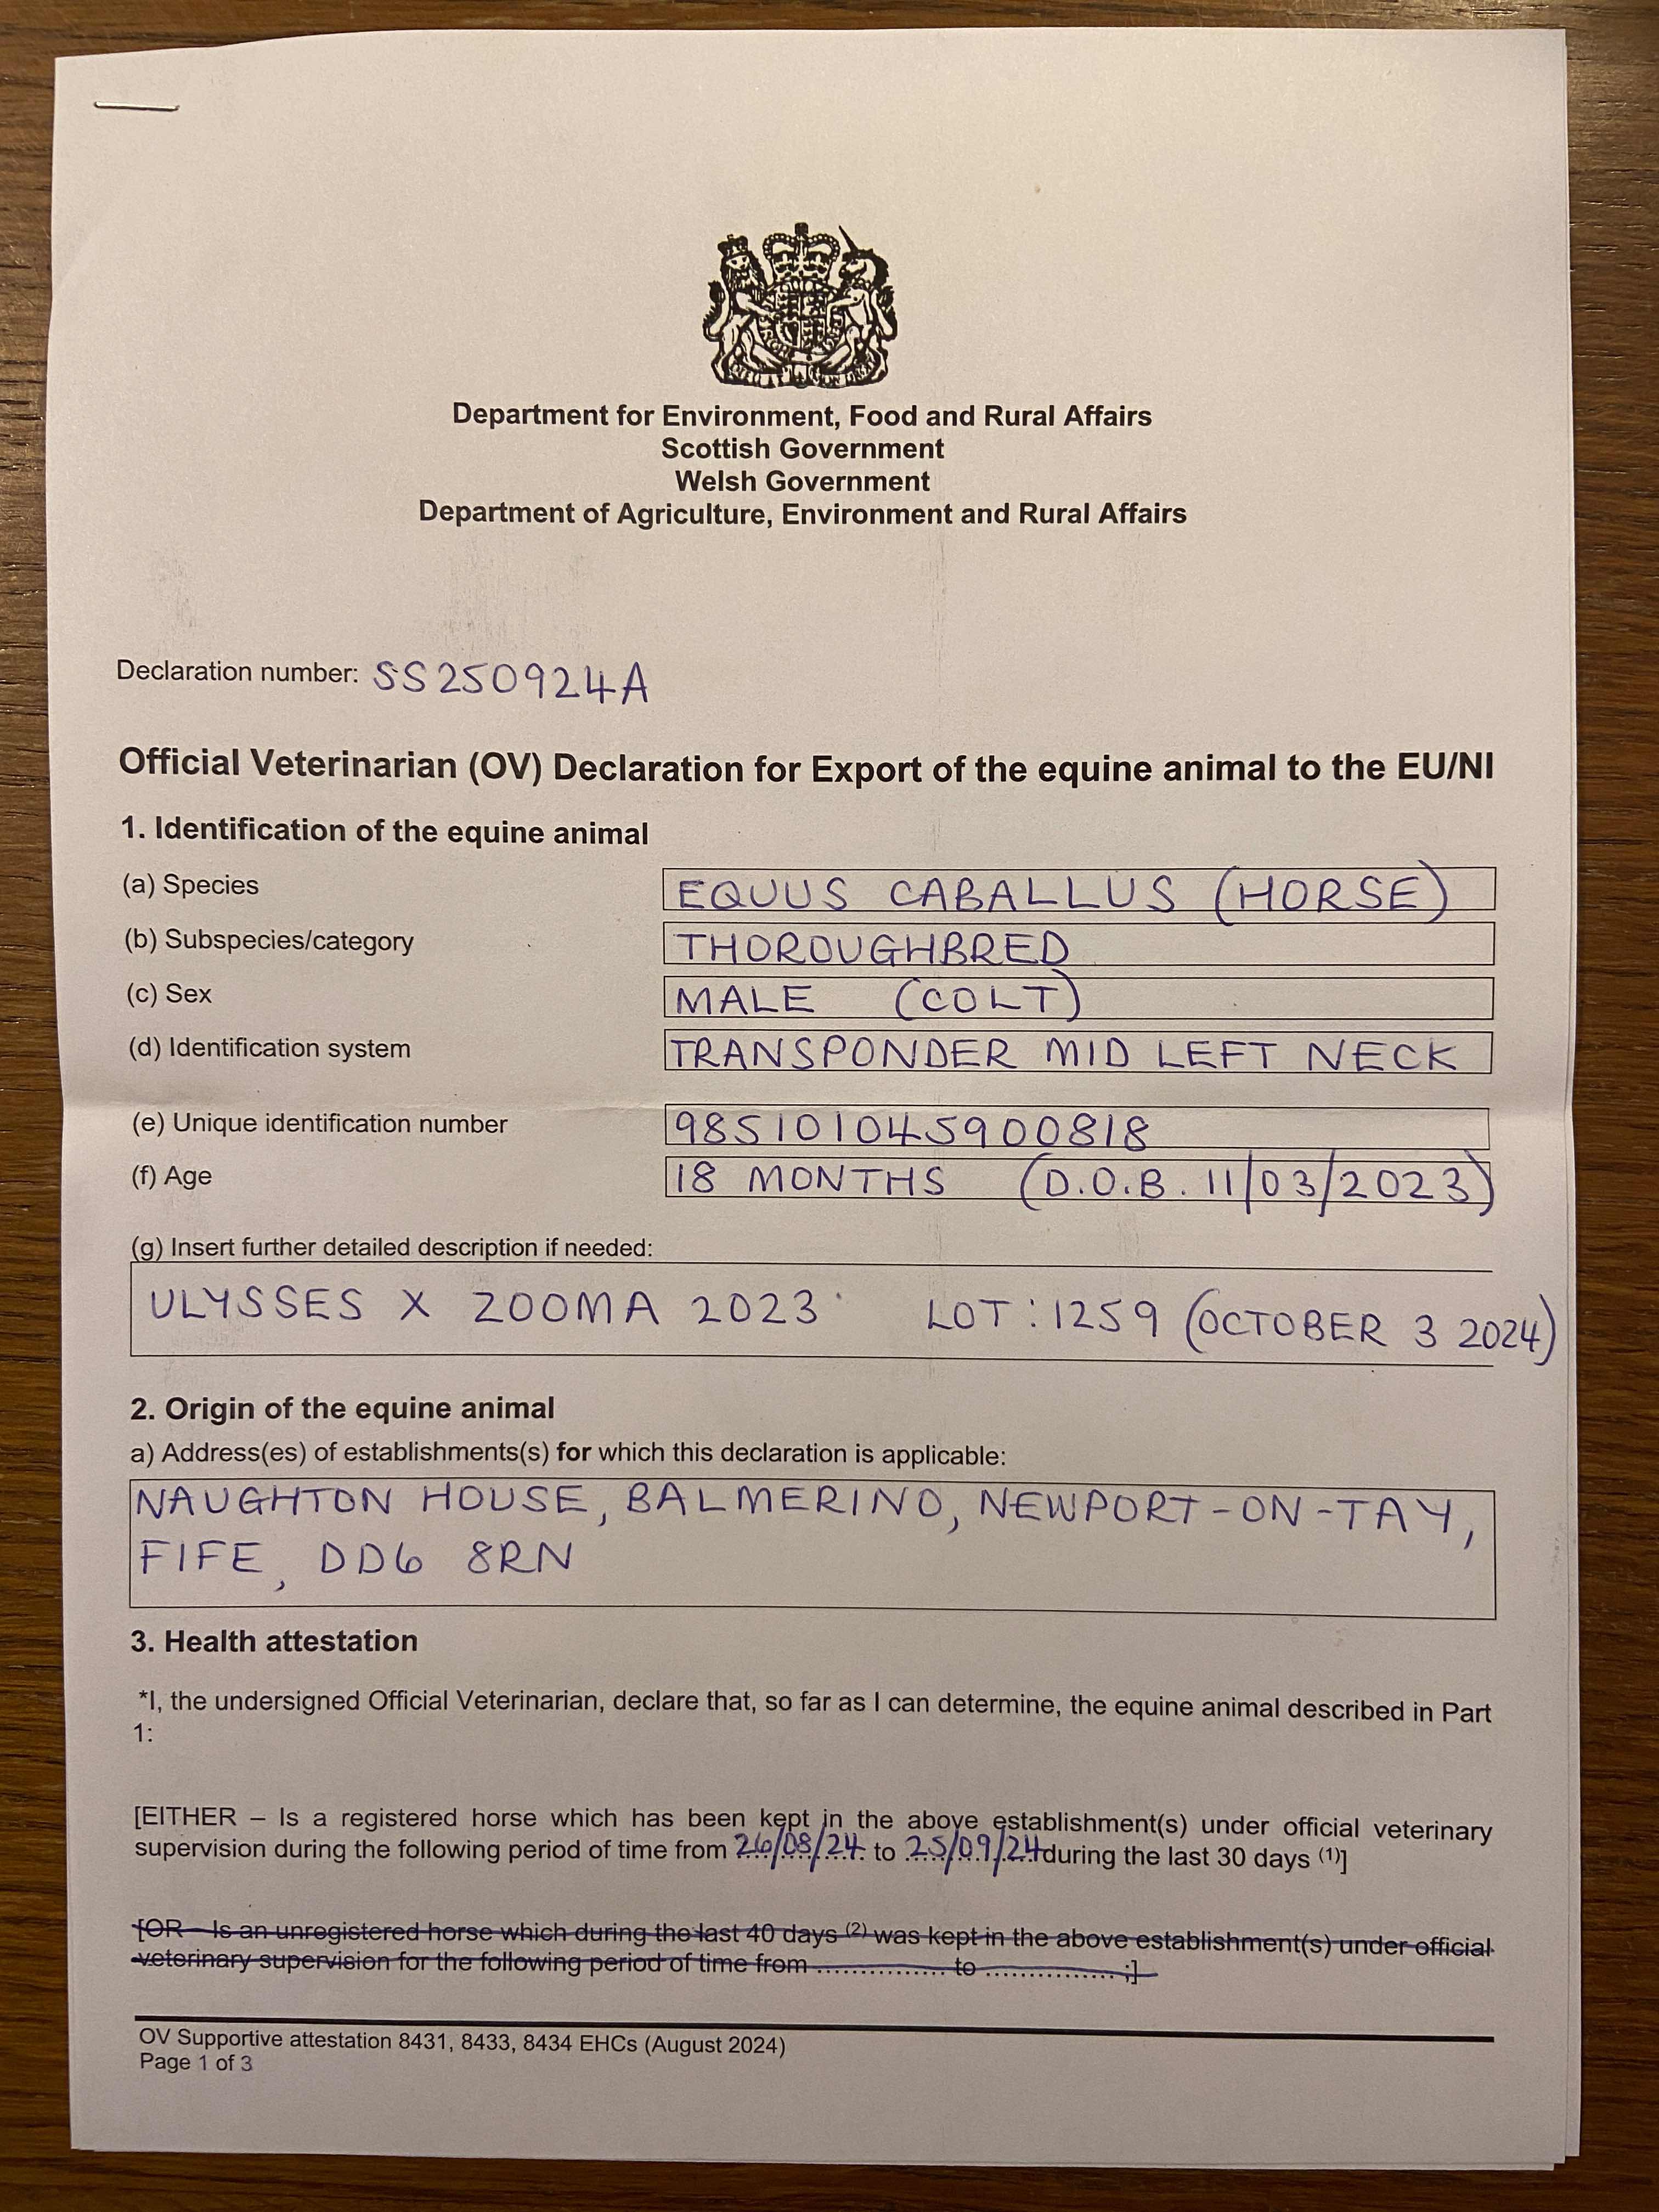 Department for Environment, Food and Rural Affairs
Scottish Government
Welsh Government
Department of Agriculture, Environment and Rural Affairs
Declaration number: SS250924A
Official Veterinarian (OV) Declaration for Export of the equine animal to the EU/NI
1. Identification of the equine animal
(a) Species EQUUS CABALLUS (HORSE)
(b) Subspecies/category THOROUGHBRED
(c) Sex MALE (COLT)
(d) Identification system TRANSPONDER MID LEFT NECK
(e) Unique identification number 985101045900818
(f) Age 18 MONTHS (D.O.B. 11/03/2023)
(g) Insert further detailed description if needed:
ULYSSES X ZOOMA 2023 LOT: 1259 (OCTOBER 3 2024)
2. Origin of the equine animal
a) Address(es) of establishments(s) for which this declaration is applicable:
NAUGHTON HOUSE, BALMERINO, NEWPORT-ON-TAY,
FIFE, DD6 8RN
3. Health attestation
*I, the undersigned Official Veterinarian, declare that, so far as I can determine, the equine animal described in Part
1:
[EITHER – Is a registered horse which has been kept in the above establishment(s) under official veterinary
supervision during the following period of time from 26/08/24 to 25/09/24 during the last 30 days (1)]
[OR – Is an unregistered horse which during the last 40 days (2) was kept in the above establishment(s) under official
veterinary supervision for the following period of time from ............... to ............... ;]
OV Supportive attestation 8431, 8433, 8434 EHCs (August 2024)
Page 1 of 3